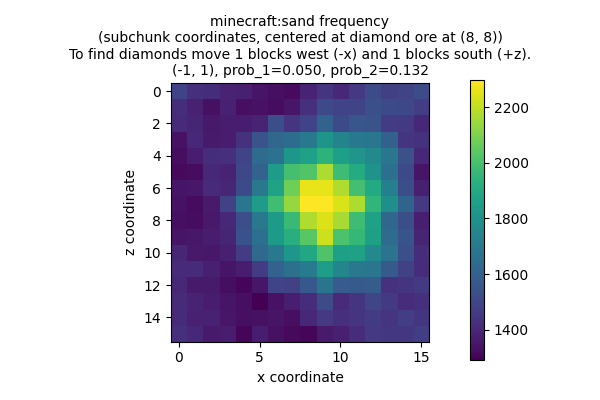 minecraft:sand frequency
(subchunk coordinates, centered at diamond ore at (8, 8))
To find diamonds move 1 blocks west (-x) and 1 blocks south (+z).
(-1, 1), prob_1=0.050, prob_2=0.132
0
2
4
6
8
10
12
14
z coordinate
0
5
10
15
x coordinate
2200
2000
1800
1600
1400